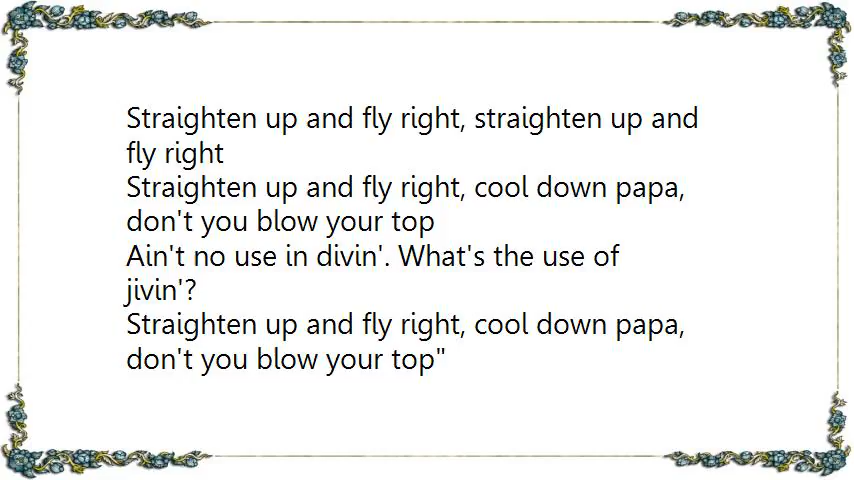 Straighten up and fly right, straighten up and
fly right
Straighten up and fly right, cool down papa,
don't you blow your top
Ain't no use in divin'. What's the use of
jivin'?
Straighten up and fly right, cool down papa,
don't you blow your top"